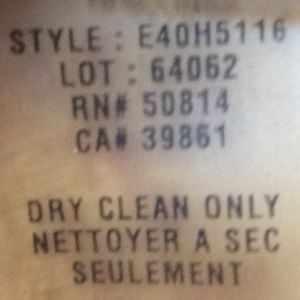 STYLE : E40H5116
LOT : 64062
RN# 50814
CA# 39861
DRY CLEAN ONLY
NETTOYER A SEC
SEULEMENT